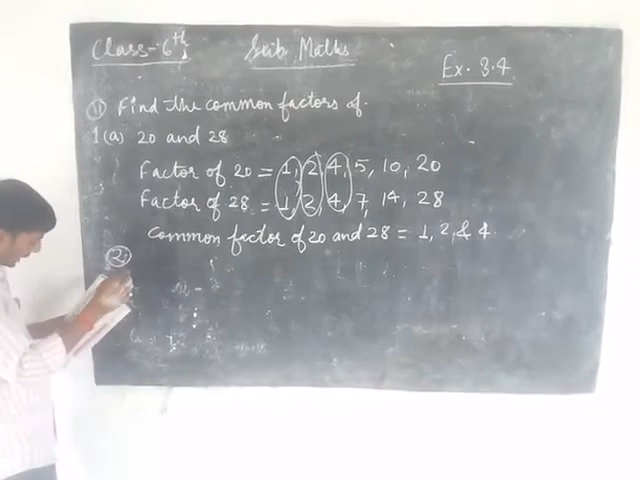 Class-6th Sub. Maths Ex. 3.4
(1) Find the common factors of.
1(a) 20 and 28
Factor of 20 = 1, 2, 4, 5, 10, 20
Factor of 28 = 1, 2, 4, 7, 14, 28
Common factor of 20 and 28 = 1, 2, & 4.
(2)